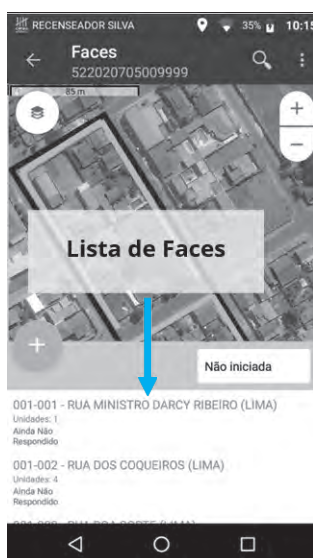 RECENSEADOR SILVA 35% 10:15
Faces
522020705009999
85 m
+
−
Lista de Faces
+
Não iniciada
001-001 - RUA MINISTRO DARCY RIBEIRO (LIMA)
Unidades: 1
Ainda Não
Respondido
001-002 - RUA DOS COQUEIROS (LIMA)
Unidades: 4
Ainda Não
Respondido